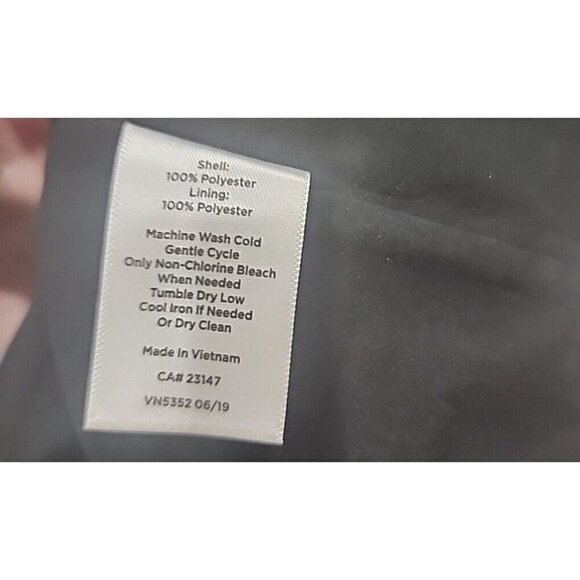 Shell:
100% Polyester
Lining:
100% Polyester
Machine Wash Cold
Gentle Cycle
Only Non-Chlorine Bleach
When Needed
Tumble Dry Low
Cool Iron If Needed
Or Dry Clean
Made In Vietnam
CA# 23147
VN5352 06/19